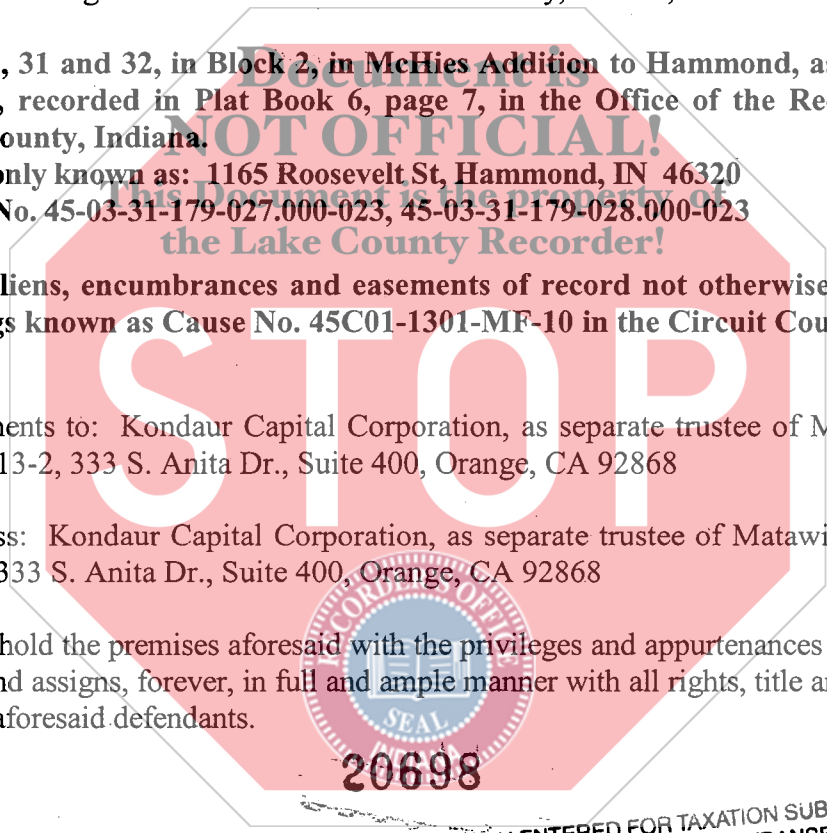 , 31 and 32, in Block 2, in McHies Addition to Hammond, as
, recorded in Plat Book 6, page 7, in the Office of the Re
ounty, Indiana.
only known as: 1165 Roosevelt St, Hammond, IN 46320
No. 45-03-31-179-027.000-023, 45-03-31-179-028.000-023
Document is
NOT OFFICIAL!
This Document is the property of
the Lake County Recorder!
liens, encumbrances and easements of record not otherwise
gs known as Cause No. 45C01-1301-MF-10 in the Circuit Cou
STOP
nents to: Kondaur Capital Corporation, as separate trustee of M
13-2, 333 S. Anita Dr., Suite 400, Orange, CA 92868
ss: Kondaur Capital Corporation, as separate trustee of Matawi
333 S. Anita Dr., Suite 400, Orange, CA 92868
hold the premises aforesaid with the privileges and appurtenances
nd assigns, forever, in full and ample manner with all rights, title an
aforesaid defendants.
RECORDER'S OFFICE
SEAL
INDIANA
20698
ENTERED FOR TAXATION SUB